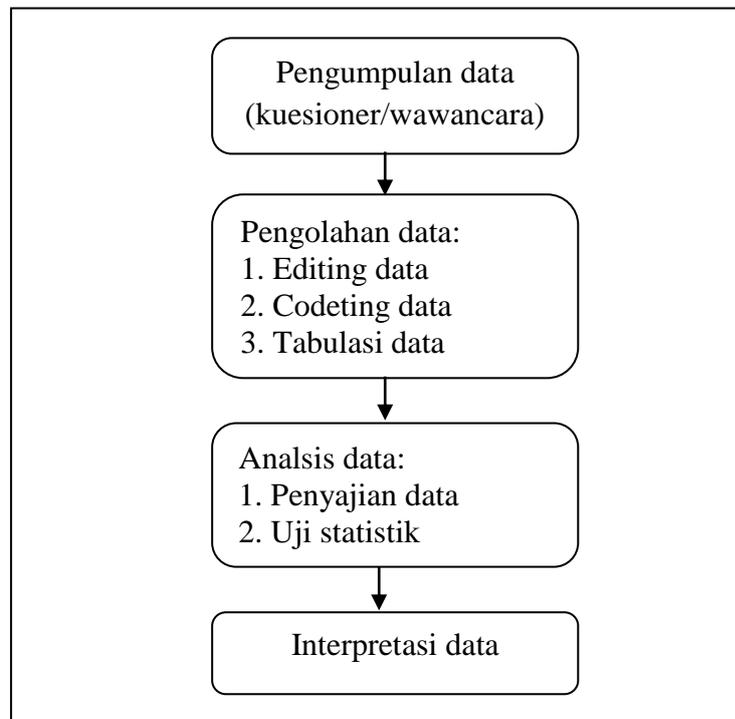 Pengumpulan data
(kuesioner/wawancara)
Pengolahan data:
1. Editing data
2. Codeting data
3. Tabulasi data
Analsis data:
1. Penyajian data
2. Uji statistik
Interpretasi data